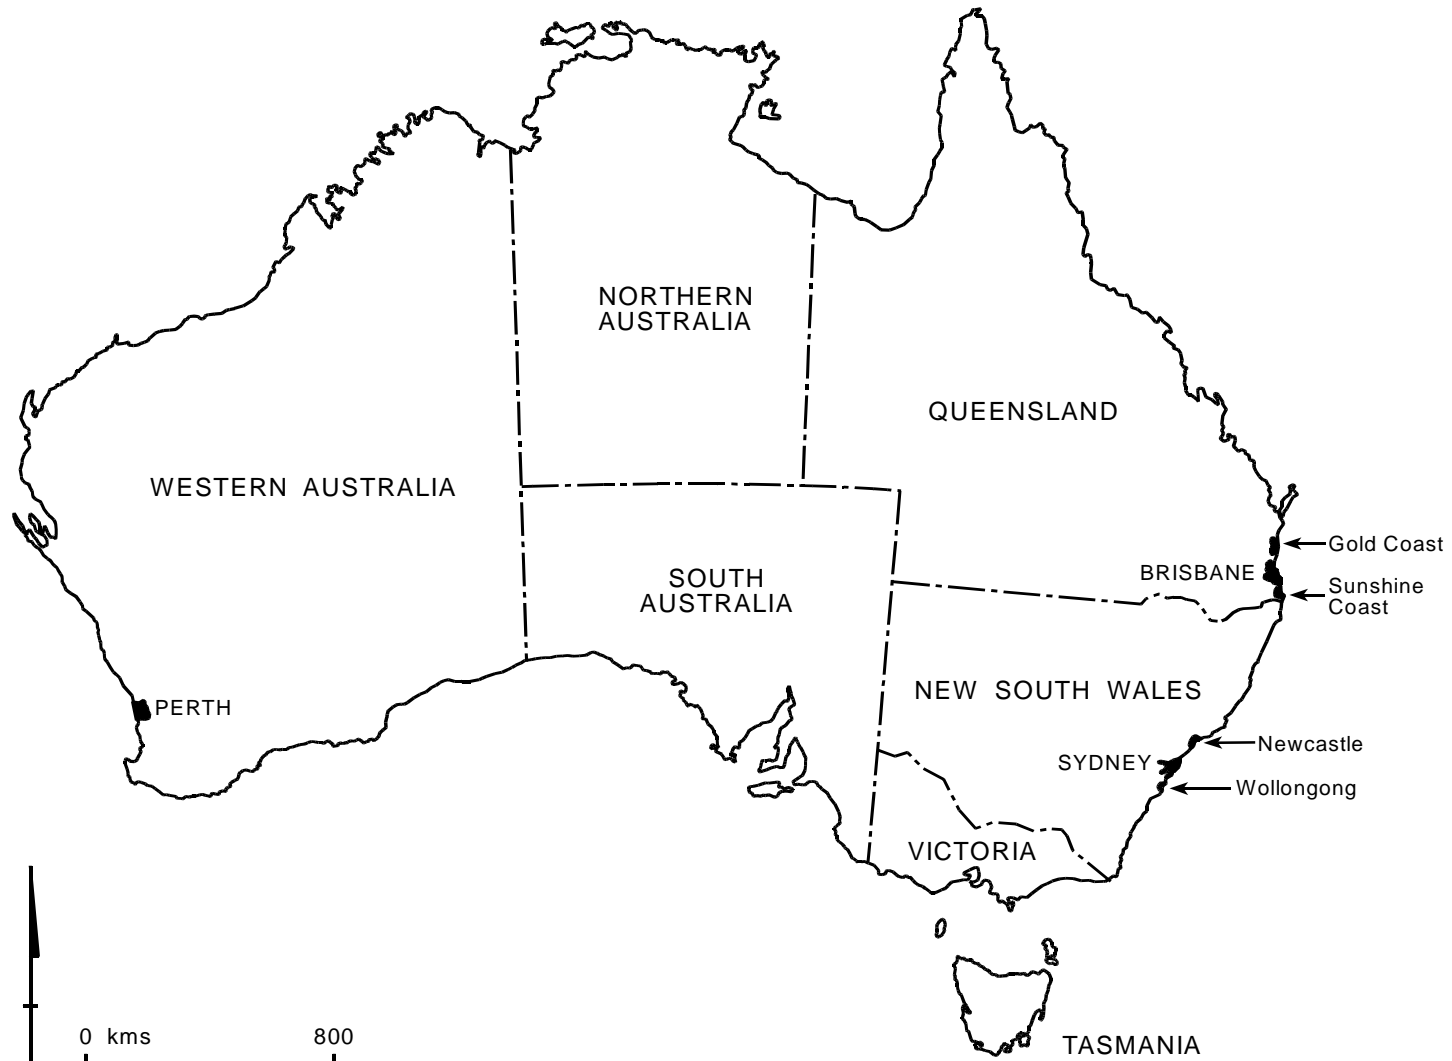 NORTHERN
AUSTRALIA
QUEENSLAND
WESTERN AUSTRALIA
Gold Coast
BRISBANE
SOUTH
AUSTRALIA
Sunshine
Coast
NEW SOUTH WALES
PERTH
Newcastle
SYDNEY
Wollongong
VICTORIA
0 kms 800
TASMANIA